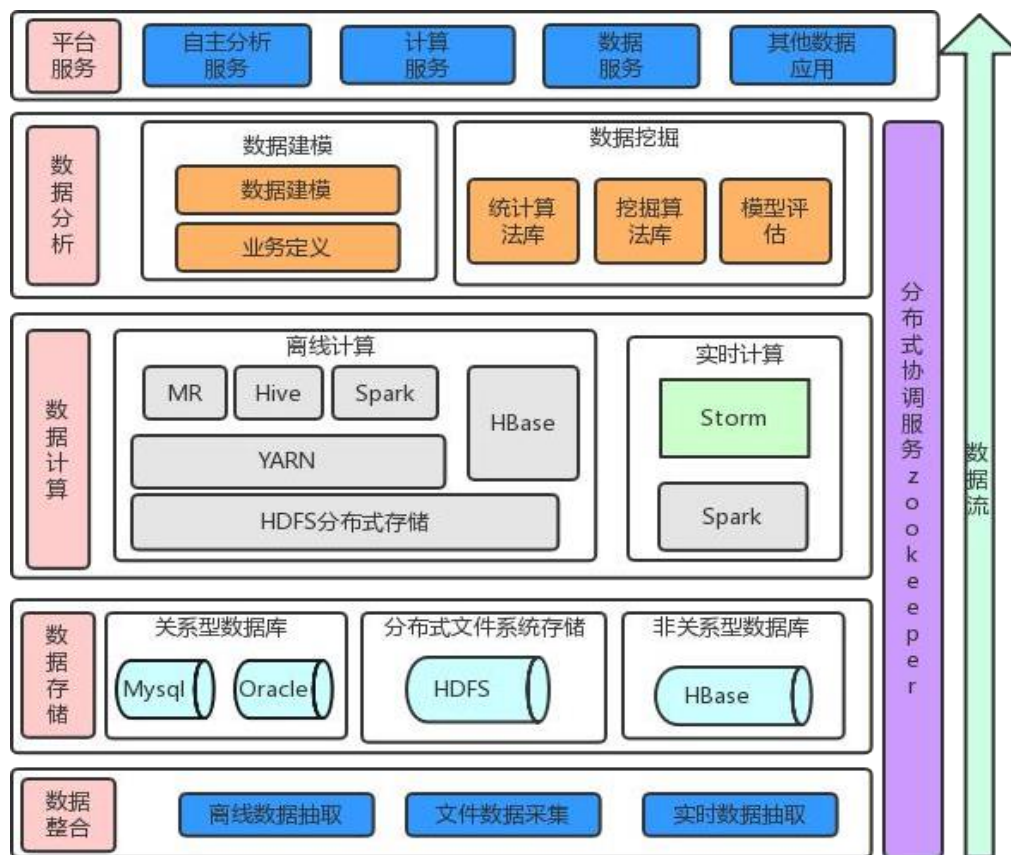 平台
服务
自主分析
服务
计算
服务
数据
服务
其他数据
应用
数
据
分
析
数据建模
数据建模
业务定义
数据挖掘
统计算
法库
挖掘算
法库
模型评
估
数
据
计
算
离线计算
MR
Hive
Spark
HBase
YARN
HDFS分布式存储
实时计算
Storm
Spark
数
据
存
储
关系型数据库
Mysql
Oracle
分布式文件系统存储
HDFS
非关系型数据库
HBase
数据
整合
离线数据抽取
文件数据采集
实时数据抽取
分
布
式
协
调
服
务
z
o
o
k
e
e
p
e
r
数
据
流